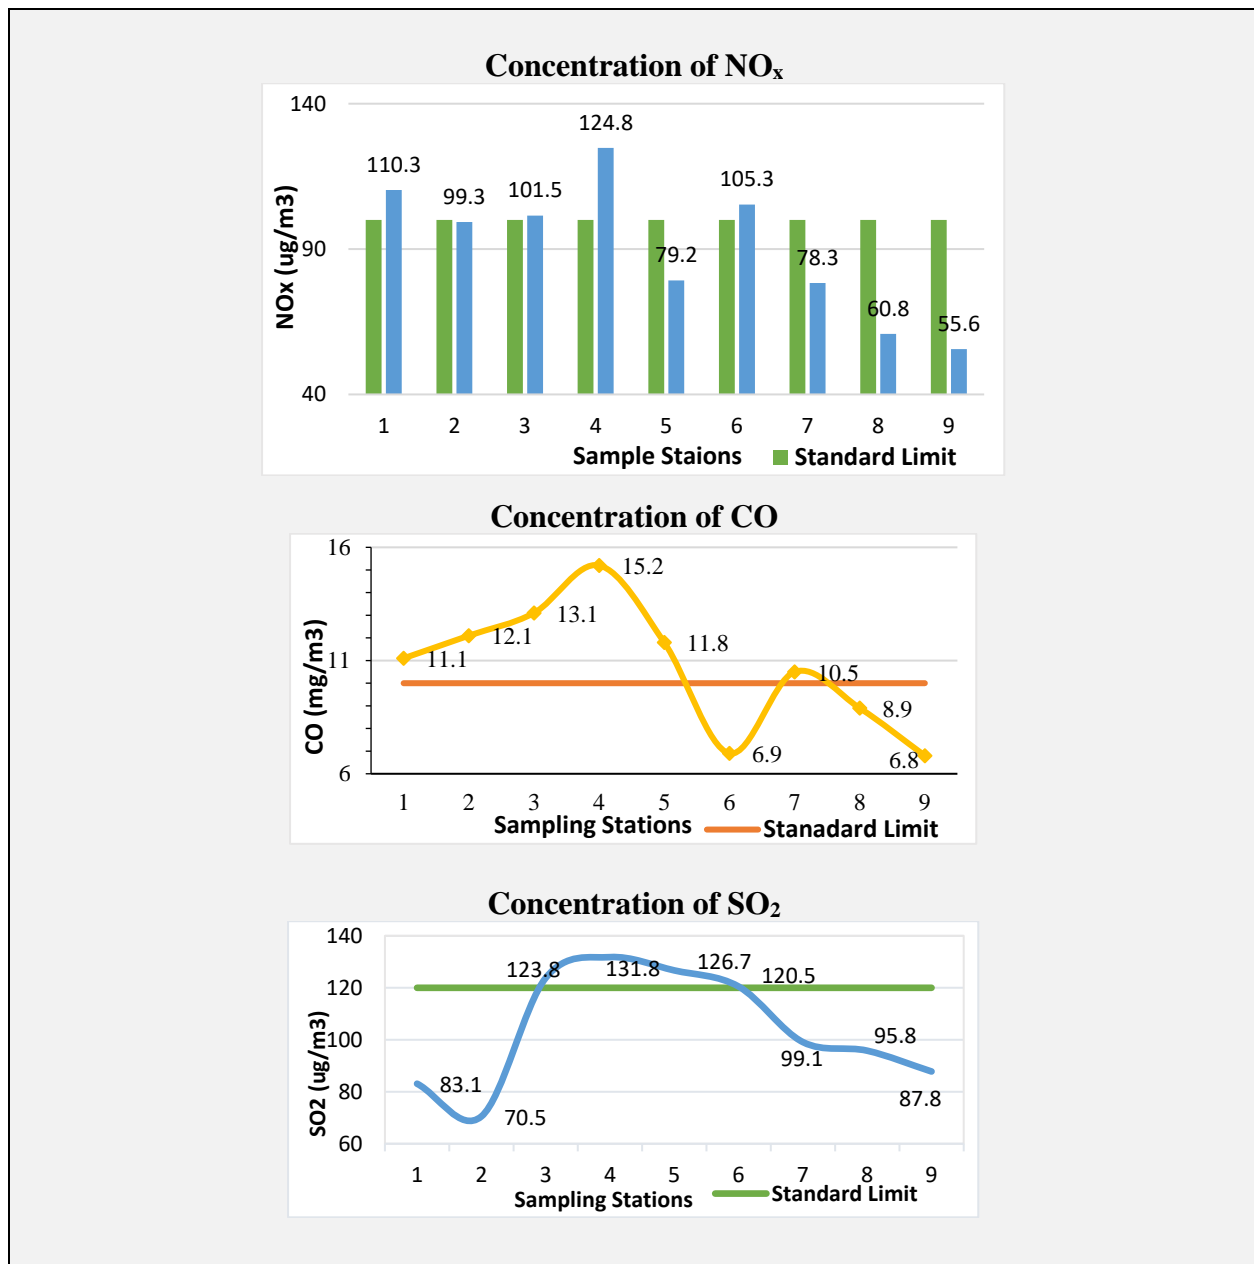 Concentration of NOₓ
140
124.8
110.3
105.3
101.5
99.3
90
79.2
78.3
60.8
55.6
40
NOx (ug/m3)
1 2 3 4 5 6 7 8 9
Sample Staions Standard Limit
Concentration of CO
16
15.2
13.1
12.1
11.8
11
11.1
10.5
8.9
6.9
6.8
6
CO (mg/m3)
1 2 3 4 5 6 7 8 9
Sampling Stations Stanadard Limit
Concentration of SO₂
140
123.8 131.8 126.7 120.5
120
100
99.1 95.8
80
83.1
87.8
70.5
60
SO2 (ug/m3)
1 2 3 4 5 6 7 8 9
Sampling Stations Standard Limit